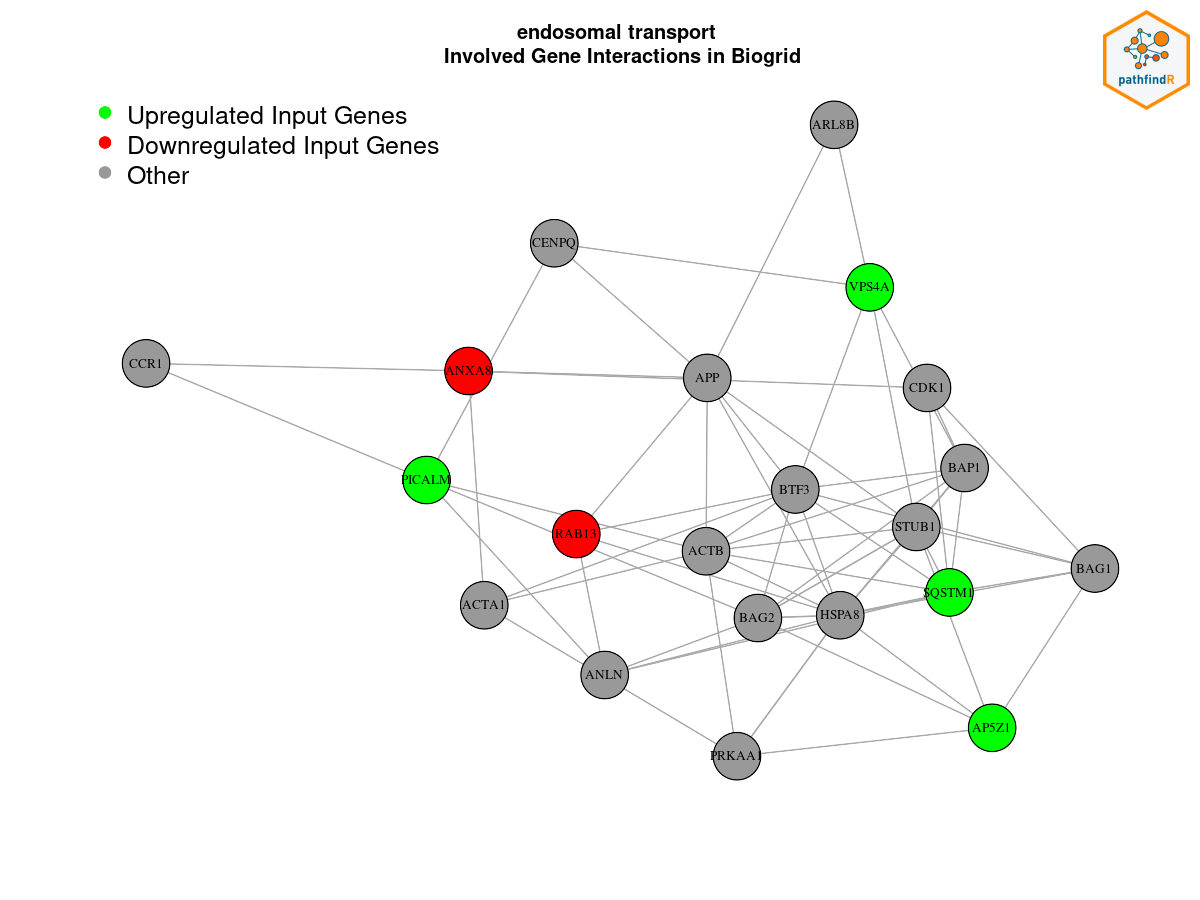 endosomal transport
Involved Gene Interactions in Biogrid
pathfindR
Upregulated Input Genes
Downregulated Input Genes
Other
ARL8B
CENPQ
VPS4A
CCR1
ANXA8
APP
CDK1
BAP1
PICALM
BTF3
STUB1
RAB13
ACTB
BAG1
SQSTM1
ACTA1
BAG2
HSPA8
ANLN
AP5Z1
PRKAA1